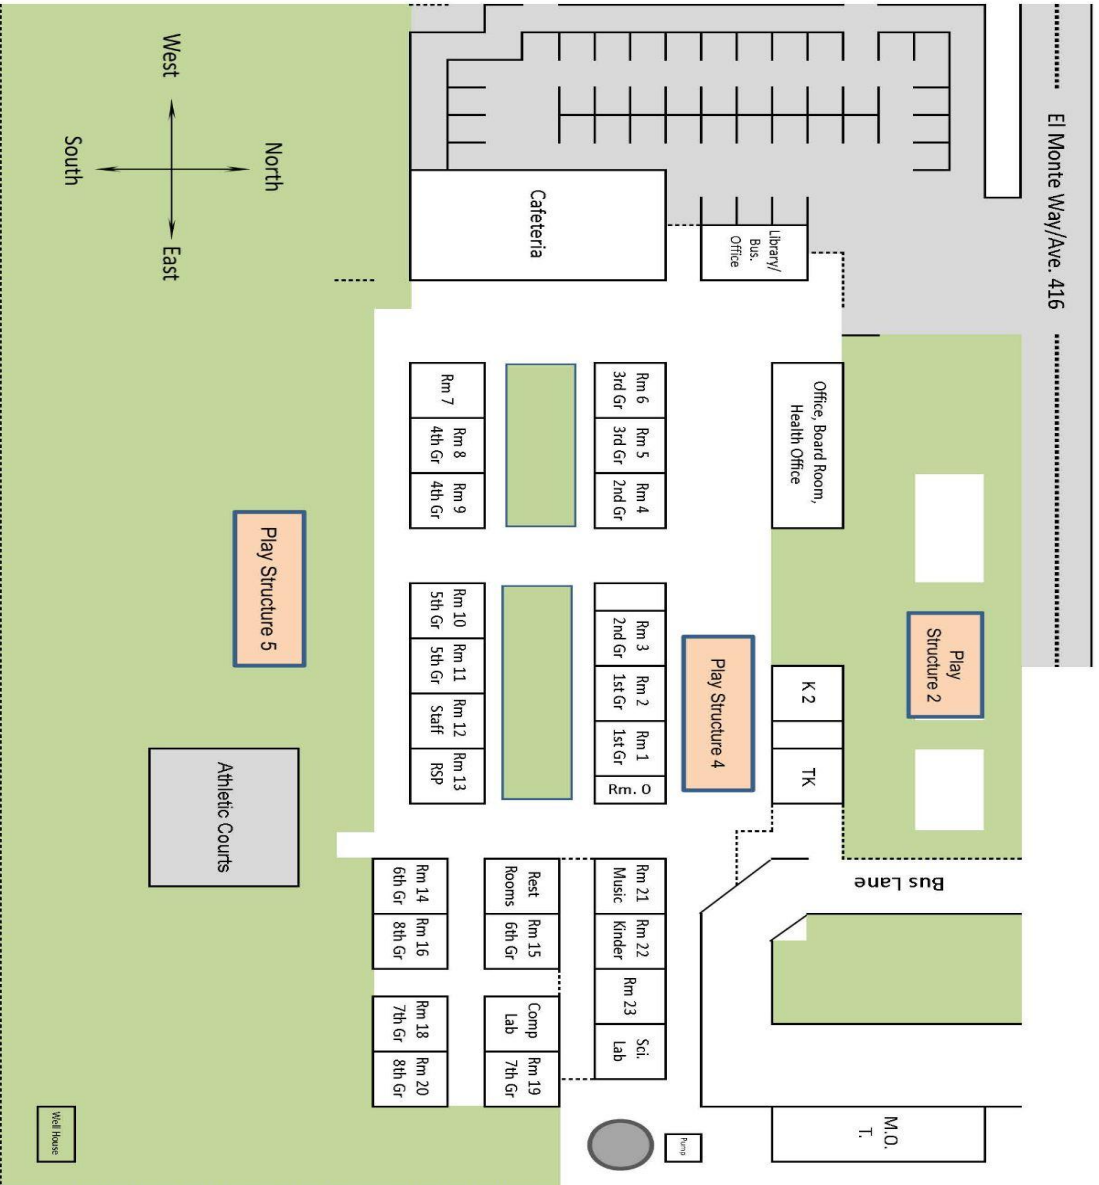 El Monte Way/Ave. 416
West
North
South
East
Cafeteria
Library/
Bus.
Office
Office, Board Room,
Health Office
Rm 6
3rd Gr
Rm 5
3rd Gr
Rm 4
2nd Gr
Rm 7
Rm 8
4th Gr
Rm 9
4th Gr
Play
Structure 2
Play Structure 5
Play Structure 4
K 2
TK
Rm 3
2nd Gr
Rm 2
1st Gr
Rm 1
1st Gr
Rm. O
Rm 10
5th Gr
Rm 11
5th Gr
Rm 12
Staff
Rm 13
RSP
Athletic Courts
Bus Lane
Rm 21
Music
Rm 22
Kinder
Rm 23
Sci.
Lab
Rest
Rooms
Rm 15
6th Gr
Comp
Lab
Rm 19
7th Gr
Rm 14
6th Gr
Rm 16
8th Gr
Rm 18
7th Gr
Rm 20
8th Gr
M.O.
T.
Pump
Well House